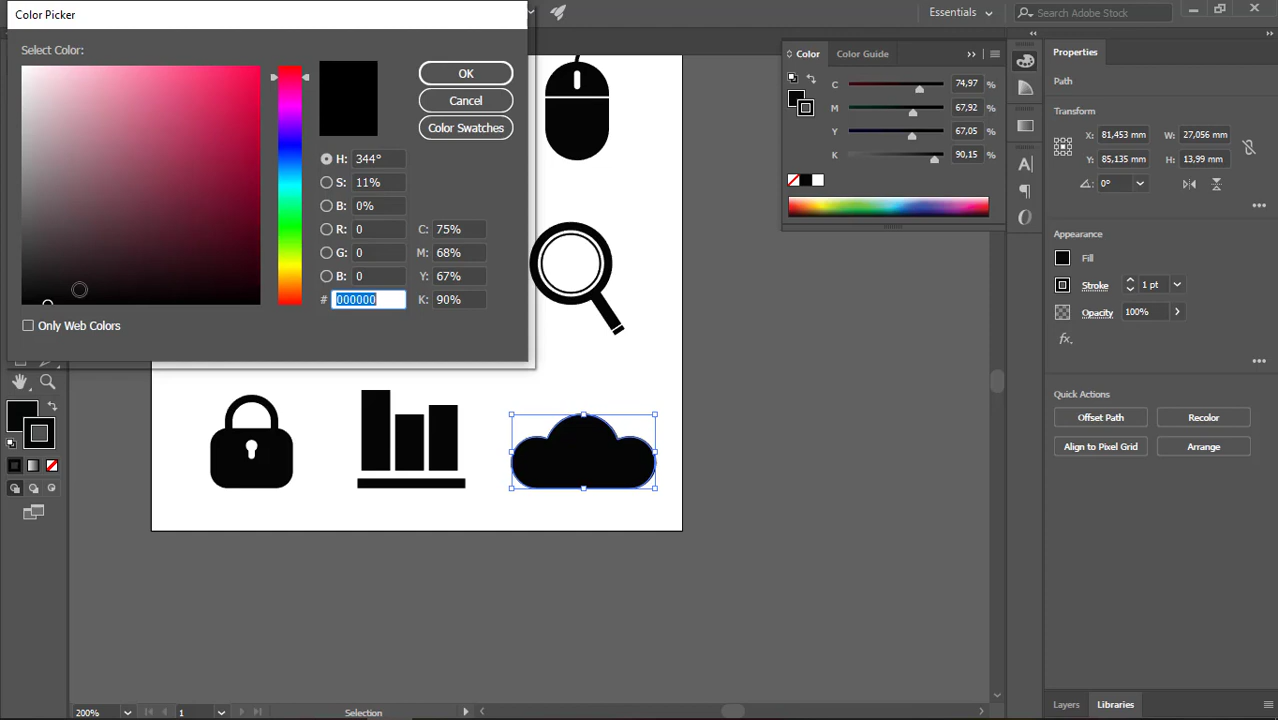 Color Picker
Essentials
Search Adobe Stock
Select Color:
OK
Cancel
Color Swatches
H: 344°
S: 11%
B: 0%
R: 0
G: 0
B: 0
# 000000
C: 75%
M: 68%
Y: 67%
K: 90%
Only Web Colors
Color
Color Guide
C 74,97 %
M 67,92 %
Y 67,05 %
K 90,15 %
Properties
Path
Transform
X: 81,453 mm
W: 27,056 mm
Y: 85,135 mm
H: 13,99 mm
0°
Appearance
Fill
Stroke
1 pt
Opacity
100%
fx.
Quick Actions
Offset Path
Recolor
Align to Pixel Grid
Arrange
Layers
Libraries
200%
1
Selection